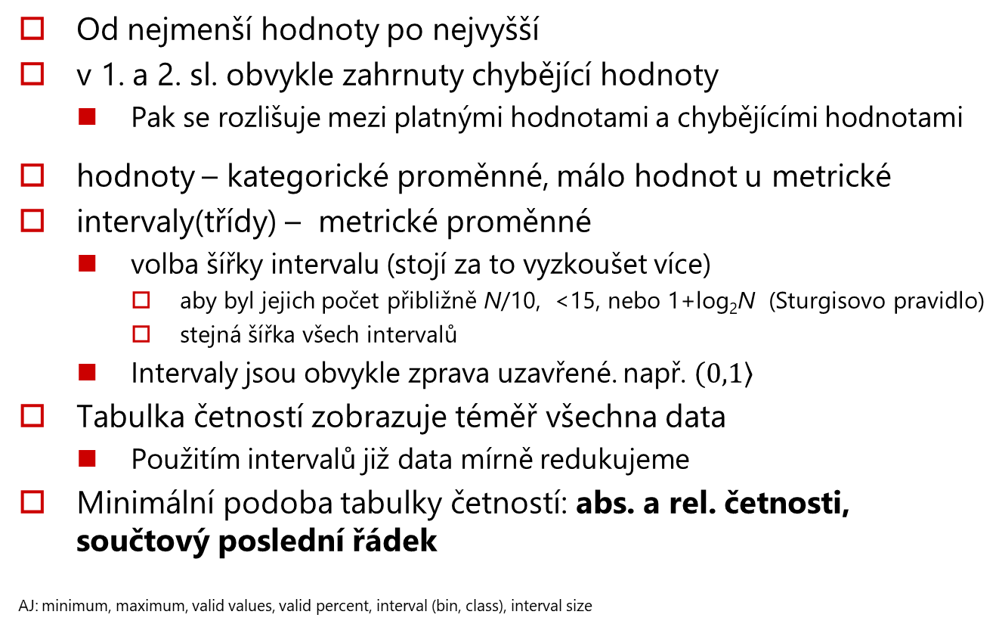 Od nejmenší hodnoty po nejvyšší
v 1. a 2. sl. obvykle zahrnuty chybějící hodnoty
Pak se rozlišuje mezi platnými hodnotami a chybějícími hodnotami
hodnoty – kategorické proměnné, málo hodnot u metrické
intervaly(třídy) – metrické proměnné
volba šířky intervalu (stojí za to vyzkoušet více)
aby byl jejich počet přibližně N/10, <15, nebo 1+log₂N (Sturgisovo pravidlo)
stejná šířka všech intervalů
Intervaly jsou obvykle zprava uzavřené. např. (0,1⟩
Tabulka četností zobrazuje téměř všechna data
Použitím intervalů již data mírně redukujeme
Minimální podoba tabulky četností: abs. a rel. četnosti,
součtový poslední řádek
AJ: minimum, maximum, valid values, valid percent, interval (bin, class), interval size